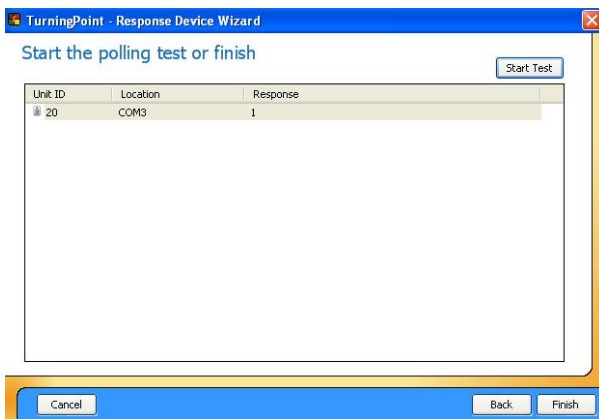 TurningPoint - Response Device Wizard
Start the polling test or finish
Start Test
Unit ID Location Response
20 COM3 1
Cancel Back Finish